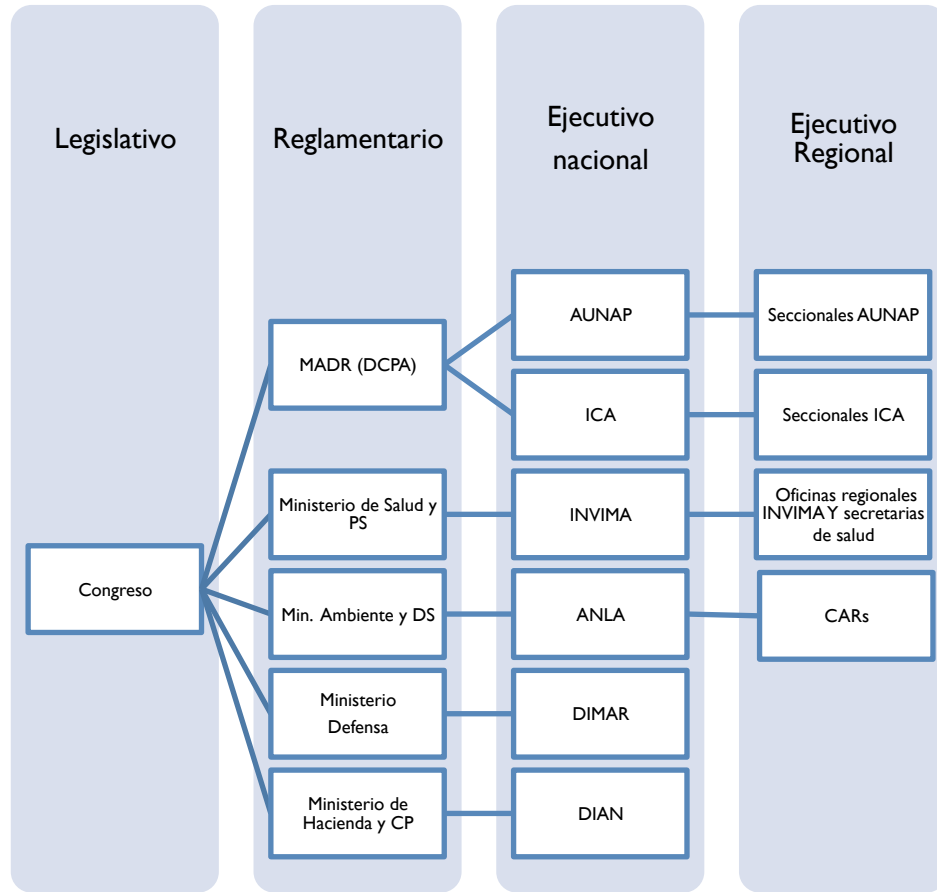 Legislativo
Reglamentario
Ejecutivo
nacional
Ejecutivo
Regional
Congreso
MADR (DCPA)
Ministerio de Salud y
PS
Min. Ambiente y DS
Ministerio
Defensa
Ministerio de
Hacienda y CP
AUNAP
ICA
INVIMA
ANLA
DIMAR
DIAN
Seccionales AUNAP
Seccionales ICA
Oficinas regionales
INVIMA Y secretarias
de salud
CARs